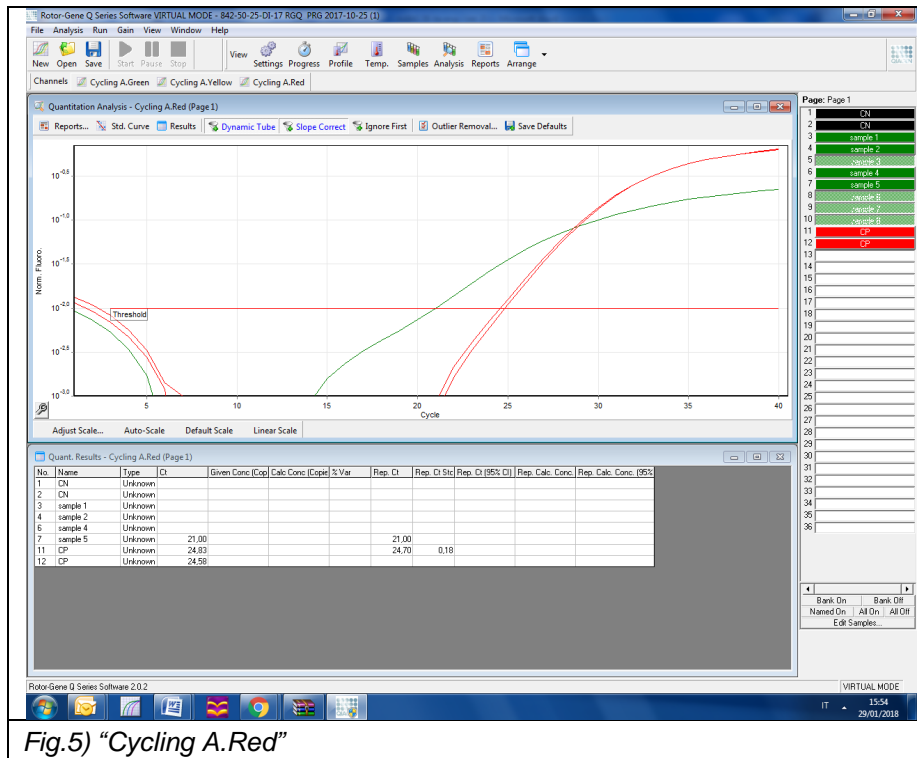 Rotor-Gene Q Series Software VIRTUAL MODE - 842-50-25-DI-17 RGQ PRG 2017-10-25 (1)
File Analysis Run Gain View Window Help
New Open Save Start Pause Stop View Settings Progress Profile Temp. Samples Analysis Reports Arrange
Channels Cycling A.Green Cycling A.Yellow Cycling A.Red
Quantitation Analysis - Cycling A.Red (Page 1)
Reports... Std. Curve Results Dynamic Tube Slope Correct Ignore First Outlier Removal... Save Defaults
10^-0.5
10^-1.0
10^-1.5
10^-2.0
10^-2.5
10^-3.0
Norm. Fluoro.
Threshold
5 10 15 20 25 30 35 40
Cycle
Adjust Scale... Auto-Scale Default Scale Linear Scale
Quant. Results - Cycling A.Red (Page 1)
No. Name Type Ct Given Conc (Cop Calc Conc (Copie % Var Rep. Ct Rep. Ct Stc Rep. Ct (95% CI) Rep. Calc. Conc. Rep. Calc. Conc. (95%
1 CN Unknown
2 CN Unknown
3 sample 1 Unknown
4 sample 2 Unknown
6 sample 4 Unknown
7 sample 5 Unknown 21,00 21,00
11 CP Unknown 24,83 24,70 0,18
12 CP Unknown 24,58
Page: Page 1
1 CN
2 CN
3 sample 1
4 sample 2
5 sample 3
6 sample 4
7 sample 5
8 sample 6
9 sample 7
10 sample 8
11 CP
12 CP
13
14
15
16
17
18
19
20
21
22
23
24
25
26
27
28
29
30
31
32
33
34
35
36
Bank On Bank Off
Named On All On All Off
Edit Samples...
Rotor-Gene Q Series Software 2.0.2
VIRTUAL MODE
IT 15:54
29/01/2018
Fig.5) "Cycling A.Red"